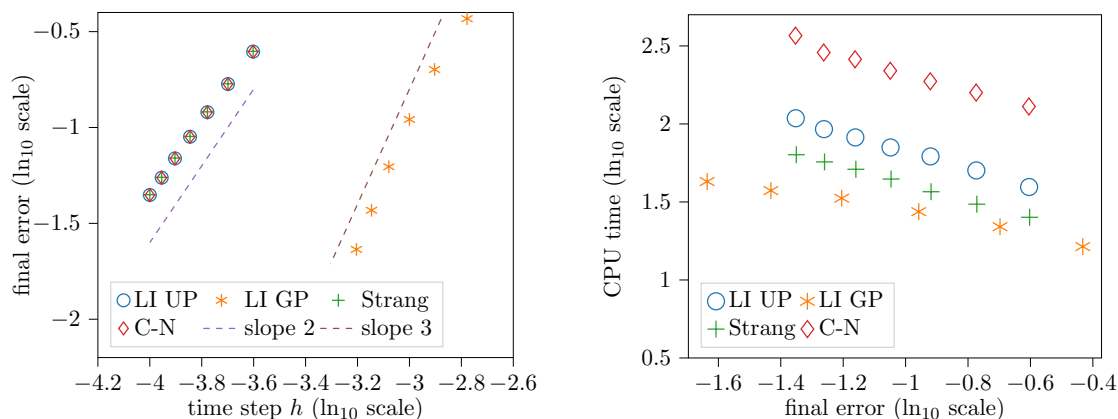 final error (ln₁₀ scale)
−0.5
−1
−1.5
−2
−4.2 −4 −3.8 −3.6 −3.4 −3.2 −3 −2.8 −2.6
time step h (ln₁₀ scale)
LI UP LI GP Strang
C-N slope 2 slope 3
CPU time (ln₁₀ scale)
2.5
2
1.5
1
0.5
−1.6 −1.4 −1.2 −1 −0.8 −0.6 −0.4
final error (ln₁₀ scale)
LI UP LI GP
Strang C-N